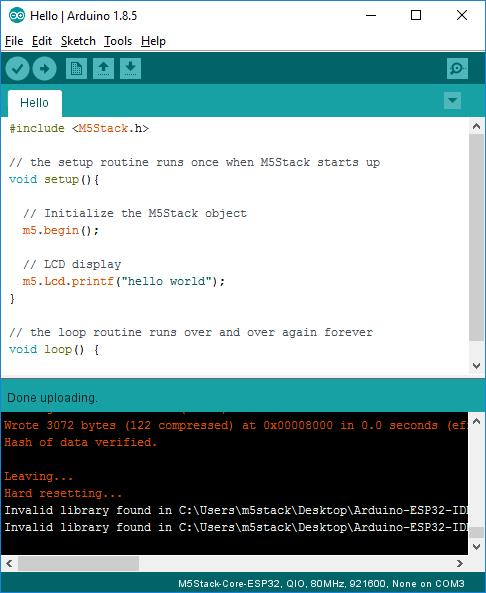 Hello | Arduino 1.8.5
File Edit Sketch Tools Help
Hello
#include <M5Stack.h>
// the setup routine runs once when M5Stack starts up
void setup(){
// Initialize the M5Stack object
m5.begin();
// LCD display
m5.Lcd.printf("hello world");
}
// the loop routine runs over and over again forever
void loop() {
Done uploading.
Wrote 3072 bytes (122 compressed) at 0x00008000 in 0.0 seconds (ef
Hash of data verified.
Leaving...
Hard resetting...
Invalid library found in C:\Users\m5stack\Desktop\Arduino-ESP32-ID
Invalid library found in C:\Users\m5stack\Desktop\Arduino-ESP32-ID
M5Stack-Core-ESP32, QIO, 80MHz, 921600, None on COM3